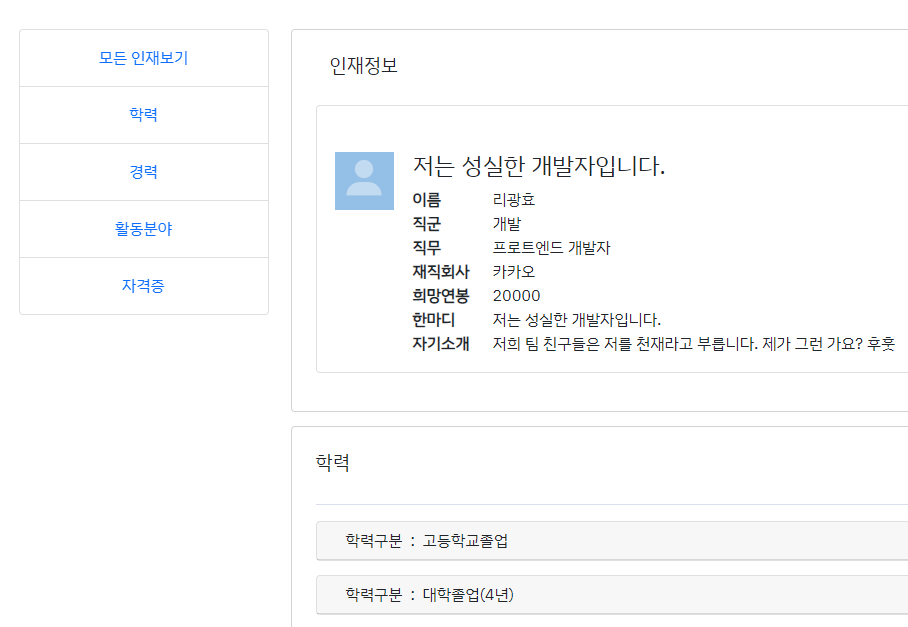 모든 인재보기
학력
경력
활동분야
자격증
인재정보
저는 성실한 개발자입니다.
이름 리광효
직군 개발
직무 프로트엔드 개발자
재직회사 카카오
희망연봉 20000
한마디 저는 성실한 개발자입니다.
자기소개 저희 팀 친구들은 저를 천재라고 부릅니다. 제가 그런 가요? 후훗
학력
학력구분 : 고등학교졸업
학력구분 : 대학졸업(4년)